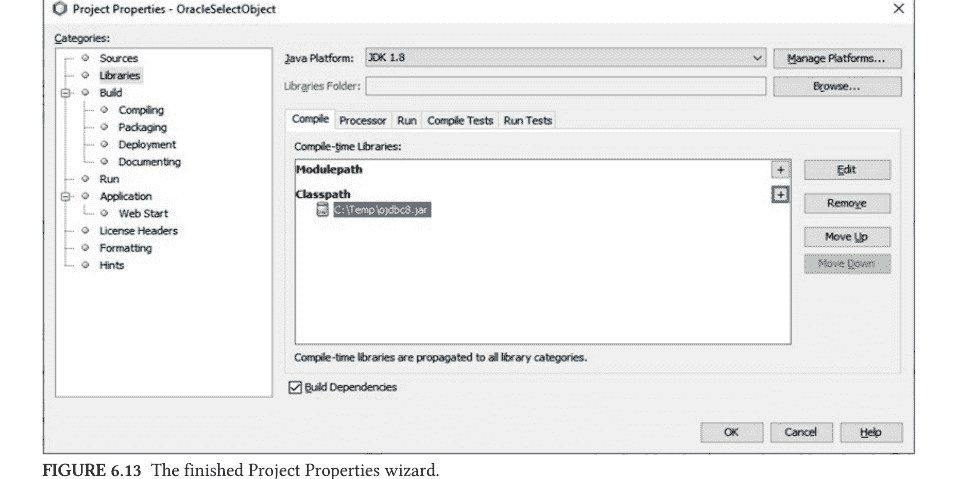 Project Properties - OracleSelectObject
Categories:
Sources
Libraries
Build
Compiling
Packaging
Deployment
Documenting
Run
Application
Web Start
License Headers
Formatting
Hints
Java Platform: JDK 1.8 Manage Platforms...
Libraries Folder: Browse...
Compile Processor Run Compile Tests Run Tests
Compile-time Libraries:
Modulepath + Edit
Classpath +
C:\Temp\ojdbc8.jar Remove
Move Up
Move Down
Compile-time libraries are propagated to all library categories.
Build Dependencies
OK Cancel Help
FIGURE 6.13 The finished Project Properties wizard.